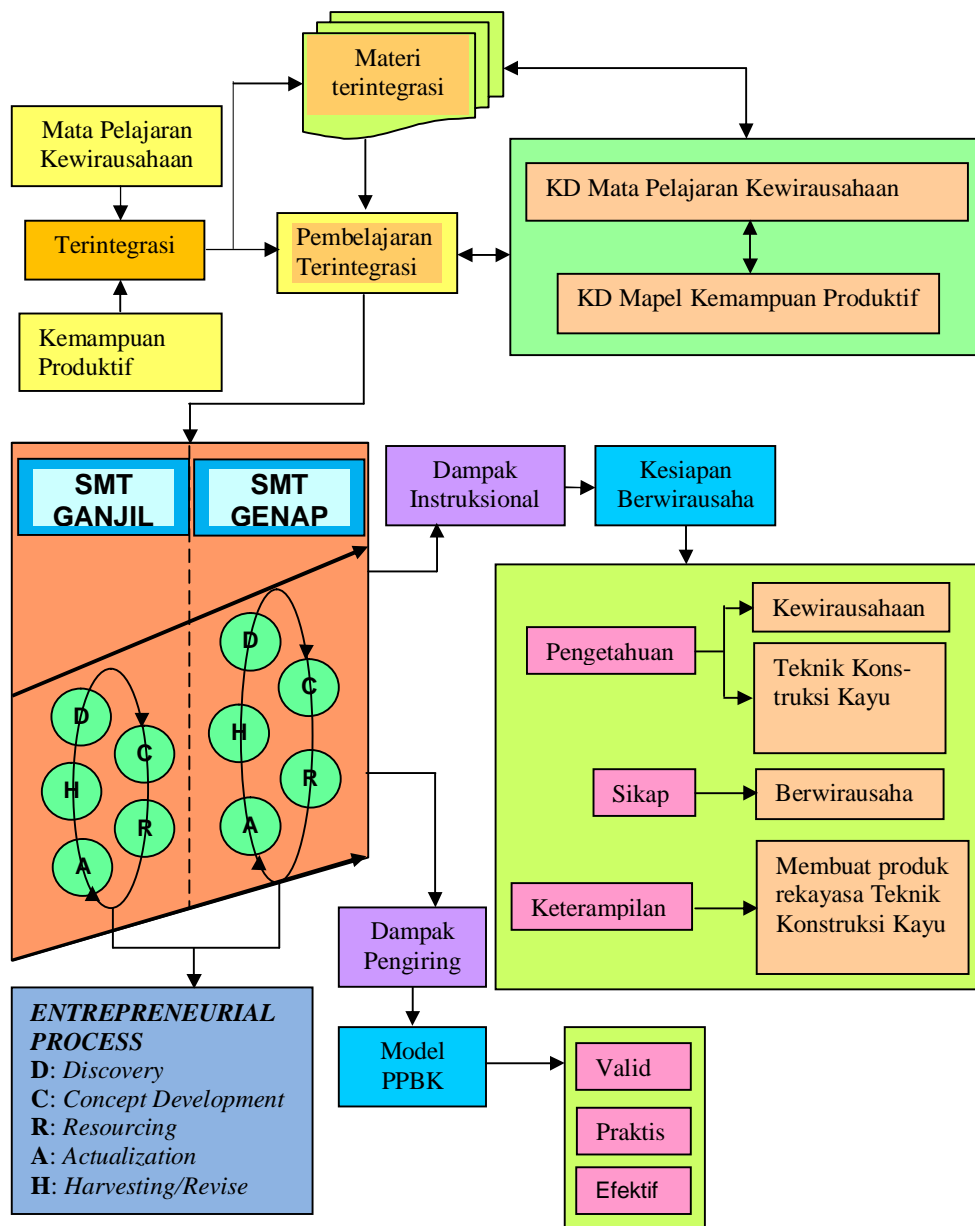 Materi
terintegrasi
Mata Pelajaran
Kewirausahaan
Terintegrasi
Kemampuan
Produktif
Pembelajaran
Terintegrasi
KD Mata Pelajaran Kewirausahaan
KD Mapel Kemampuan Produktif
SMT
GANJIL
SMT
GENAP
D
C
H
R
A
D
C
H
R
A
Dampak
Instruksional
Kesiapan
Berwirausaha
Pengetahuan
Kewirausahaan
Teknik Kons-
truksi Kayu
Sikap
Berwirausaha
Keterampilan
Membuat produk
rekayasa Teknik
Konstruksi Kayu
Dampak
Pengiring
Model
PPBK
Valid
Praktis
Efektif
ENTREPRENEURIAL
PROCESS
D: Discovery
C: Concept Development
R: Resourcing
A: Actualization
H: Harvesting/Revise